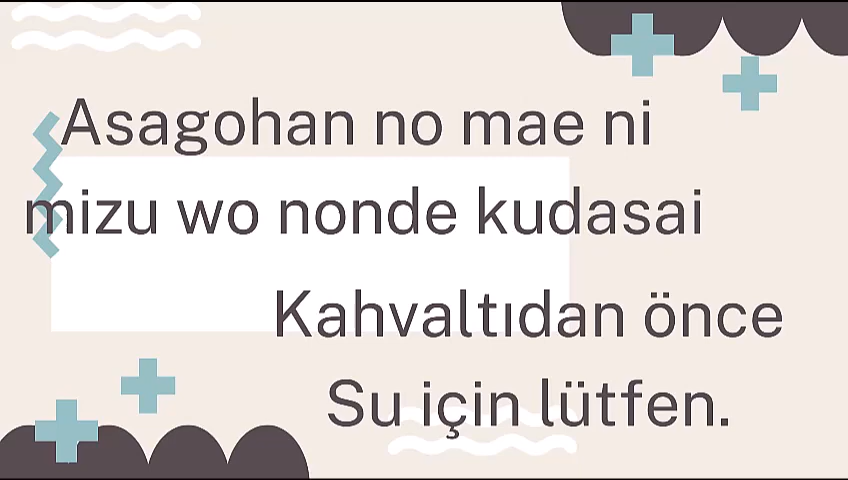 Asagohan no mae ni
mizu wo nonde kudasai
Kahvaltıdan önce
Su için lütfen.